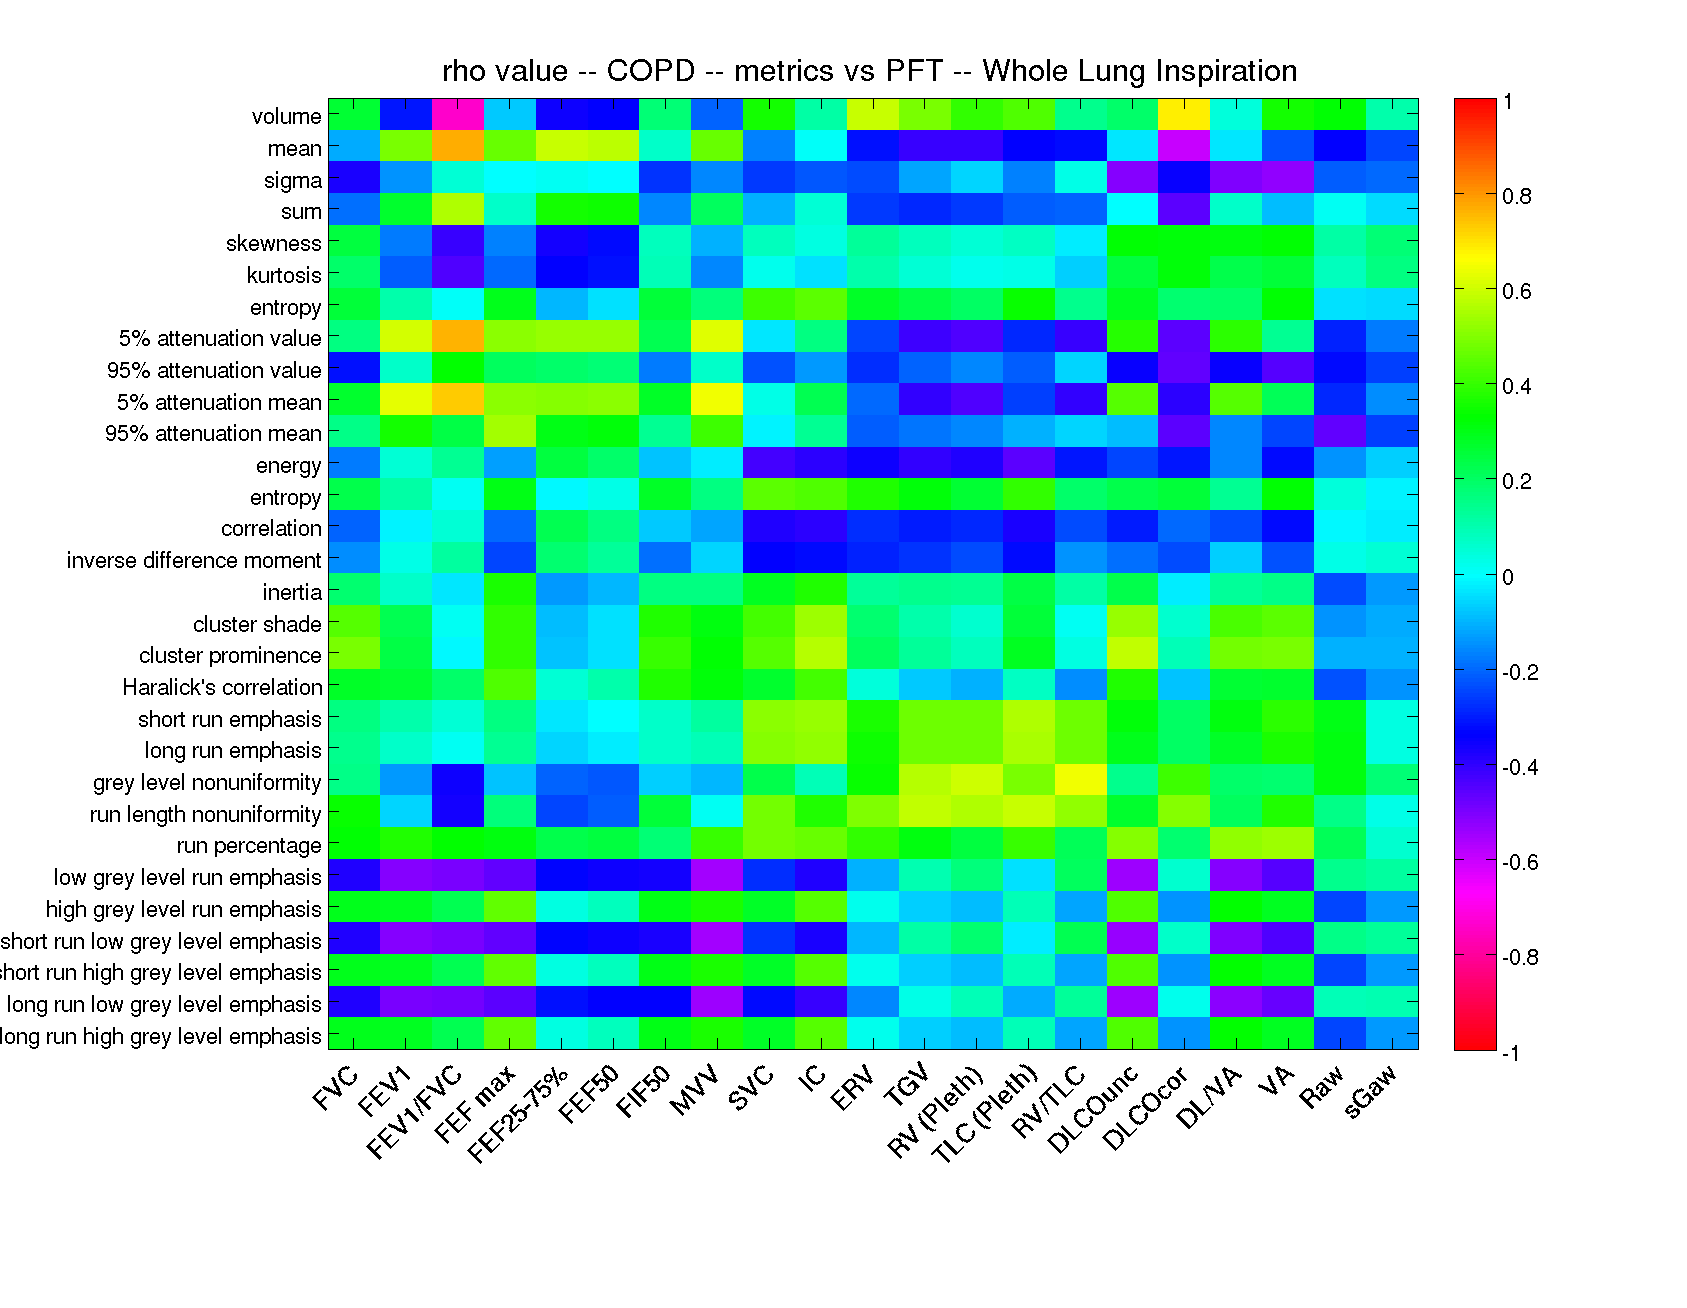 rho value -- COPD -- metrics vs PFT -- Whole Lung Inspiration
volume
mean
sigma
sum
skewness
kurtosis
entropy
5% attenuation value
95% attenuation value
5% attenuation mean
95% attenuation mean
energy
entropy
correlation
inverse difference moment
inertia
cluster shade
cluster prominence
Haralick's correlation
short run emphasis
long run emphasis
grey level nonuniformity
run length nonuniformity
run percentage
low grey level run emphasis
high grey level run emphasis
short run low grey level emphasis
short run high grey level emphasis
long run low grey level emphasis
long run high grey level emphasis
FVC
FEV1
FEV1/FVC
FEF max
FEF25-75%
FEF50
FIF50
MVV
SVC
IC
ERV
TGV
RV (Pleth)
TLC (Pleth)
RV/TLC
DLCOunc
DLCOcor
DL/VA
VA
Raw
sGaw
1
0.8
0.6
0.4
0.2
0
-0.2
-0.4
-0.6
-0.8
-1